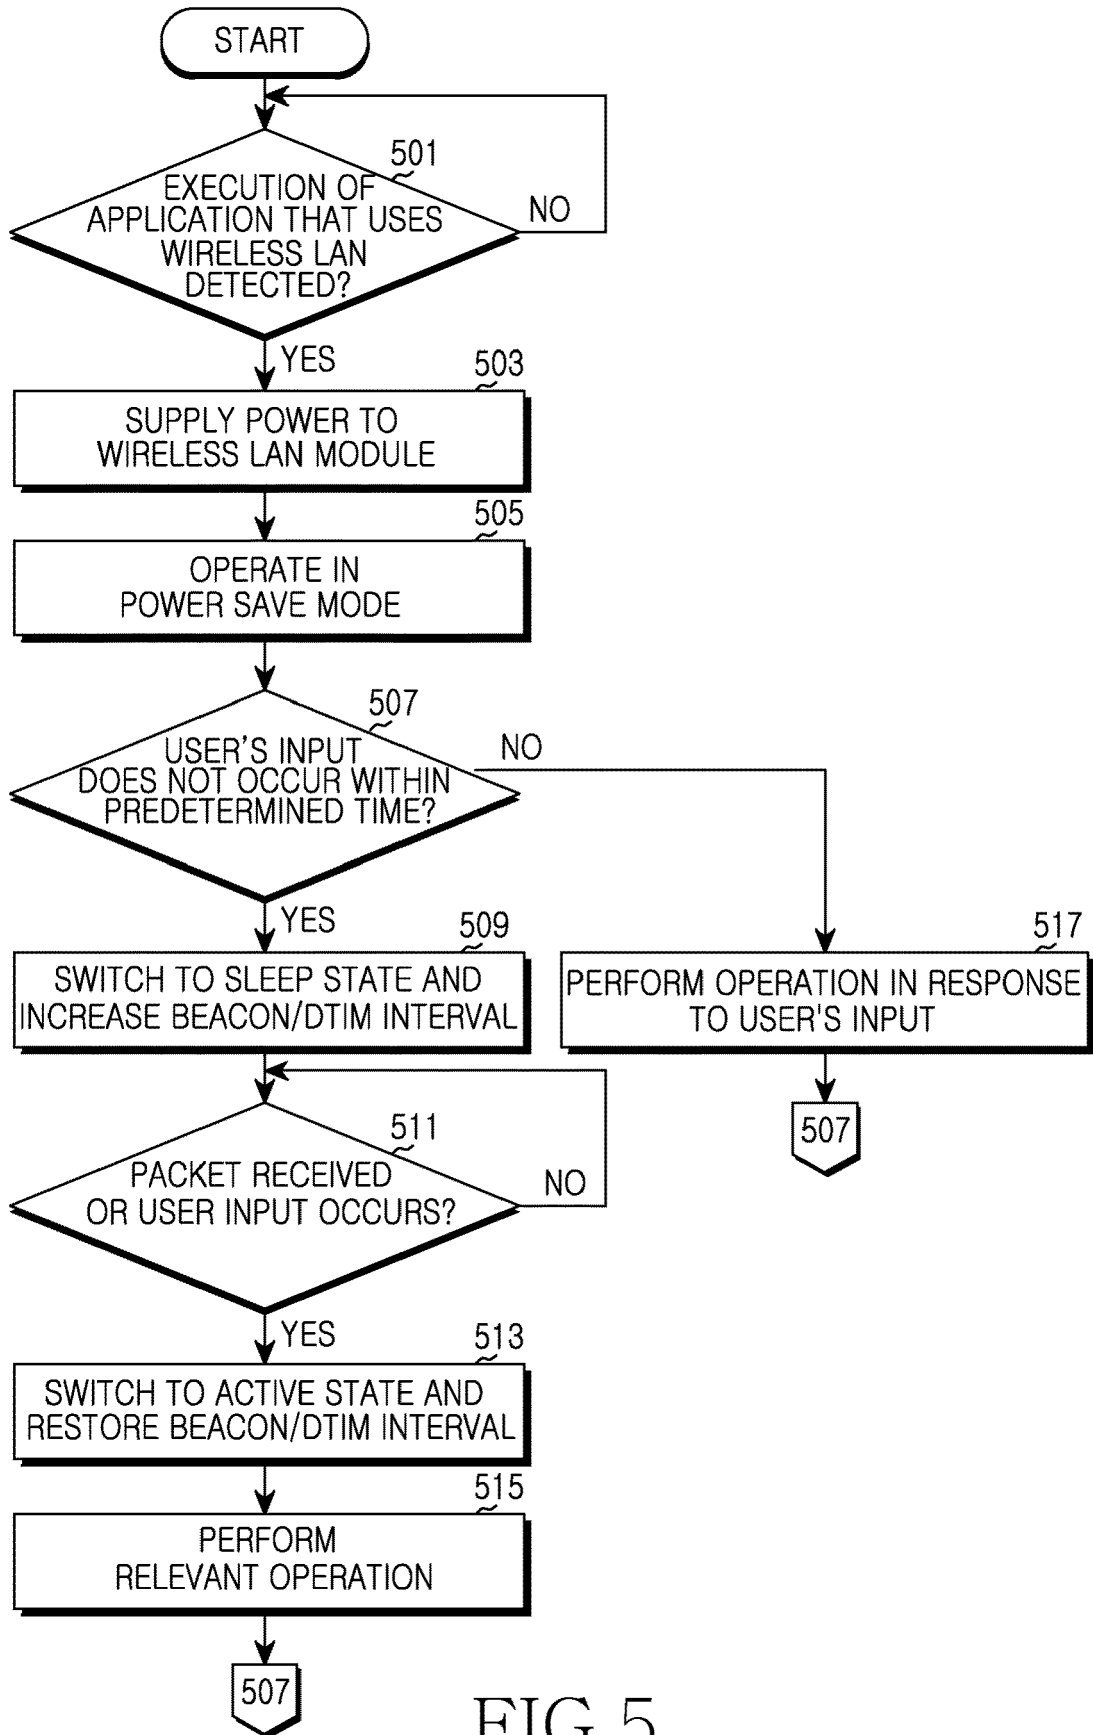 START
501
EXECUTION OF
APPLICATION THAT USES
WIRELESS LAN
DETECTED?
NO
YES
503
SUPPLY POWER TO
WIRELESS LAN MODULE
505
OPERATE IN
POWER SAVE MODE
507
USER'S INPUT
DOES NOT OCCUR WITHIN
PREDETERMINED TIME?
NO
YES
509
SWITCH TO SLEEP STATE AND
INCREASE BEACON/DTIM INTERVAL
517
PERFORM OPERATION IN RESPONSE
TO USER'S INPUT
507
511
PACKET RECEIVED
OR USER INPUT OCCURS?
NO
YES
513
SWITCH TO ACTIVE STATE AND
RESTORE BEACON/DTIM INTERVAL
515
PERFORM
RELEVANT OPERATION
507
FIG.5